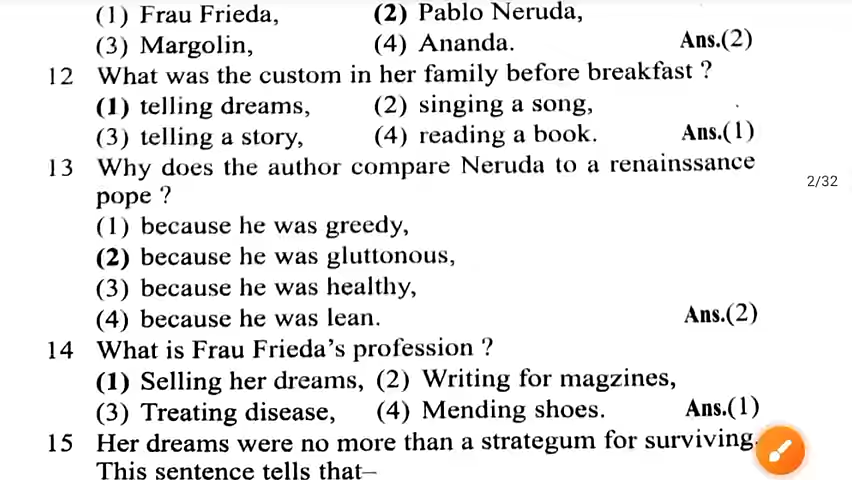 (1) Frau Frieda, (2) Pablo Neruda,
(3) Margolin, (4) Ananda. Ans.(2)
12 What was the custom in her family before breakfast ?
(1) telling dreams, (2) singing a song,
(3) telling a story, (4) reading a book. Ans.(1)
13 Why does the author compare Neruda to a renainssance
pope ?
2/32
(1) because he was greedy,
(2) because he was gluttonous,
(3) because he was healthy,
(4) because he was lean. Ans.(2)
14 What is Frau Frieda's profession ?
(1) Selling her dreams, (2) Writing for magzines,
(3) Treating disease, (4) Mending shoes. Ans.(1)
15 Her dreams were no more than a strategum for surviving.
This sentence tells that–